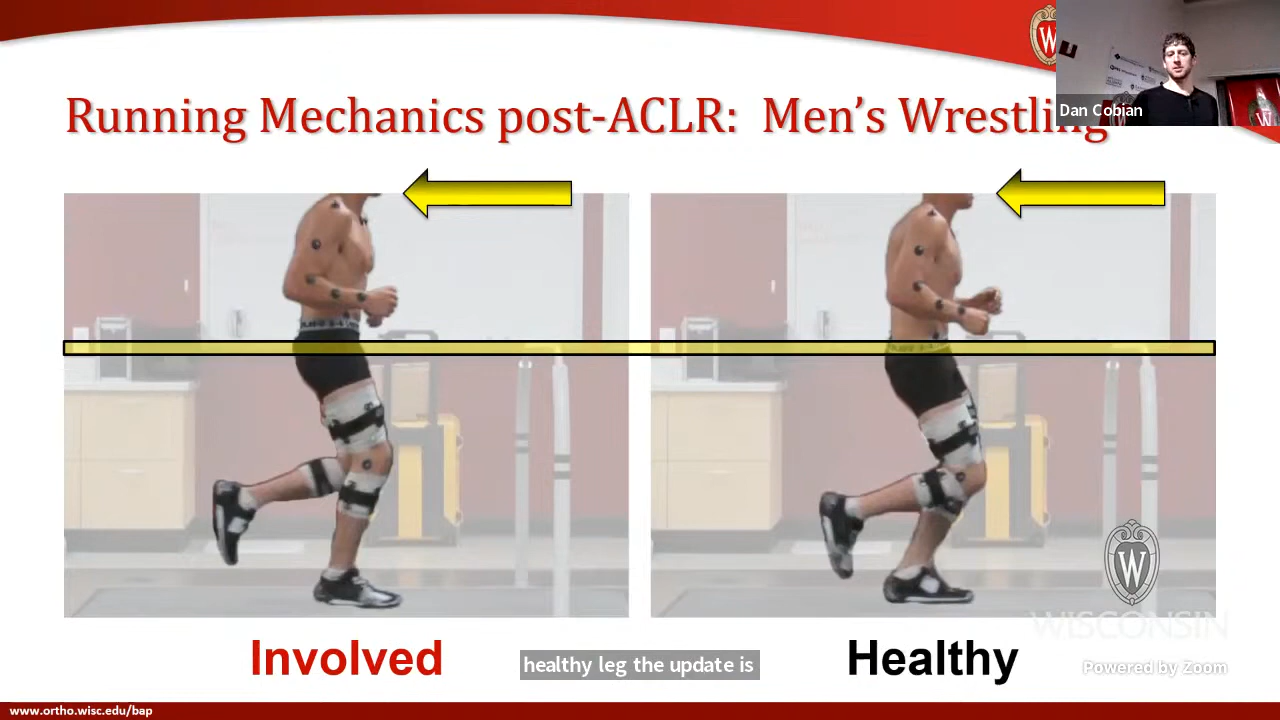 W
Running Mechanics post-ACLR: Men's Wrestling
Dan Cobian
W
W
WISCONSIN
Involved
healthy leg the update is
Healthy
Powered by Zoom
www.ortho.wisc.edu/bap